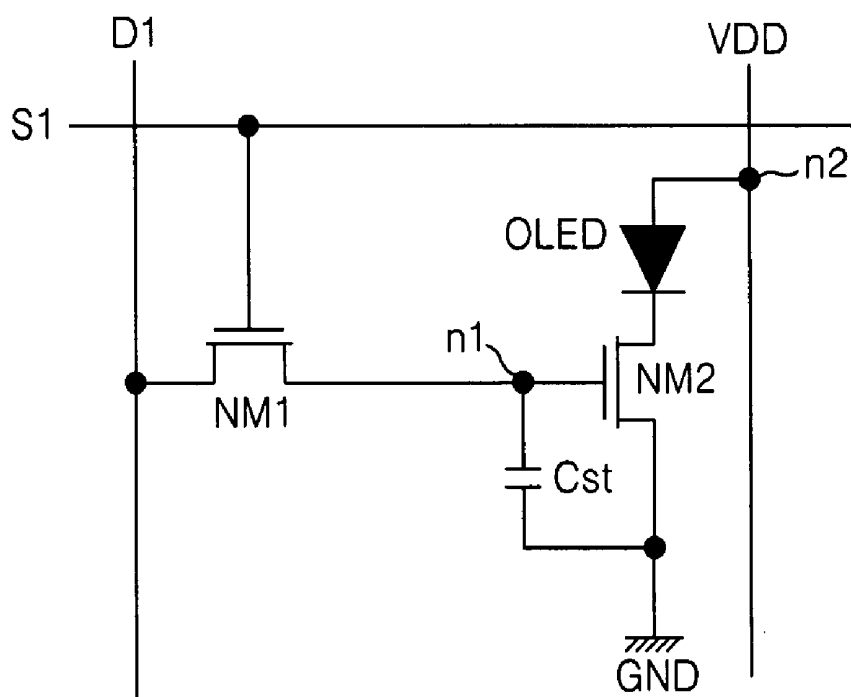 D1
VDD
S1
n2
OLED
n1
NM2
NM1
Cst
GND